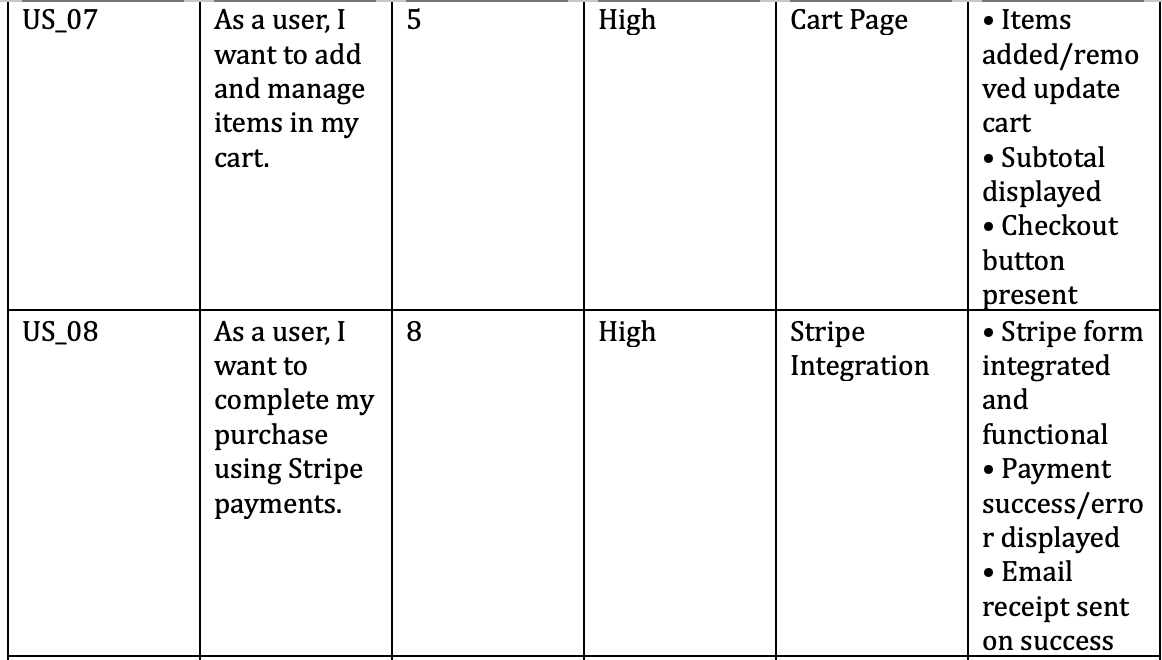 US_07
As a user, I
want to add
and manage
items in my
cart.
5
High
Cart Page
• Items
added/remo
ved update
cart
• Subtotal
displayed
• Checkout
button
present
US_08
As a user, I
want to
complete my
purchase
using Stripe
payments.
8
High
Stripe
Integration
• Stripe form
integrated
and
functional
• Payment
success/erro
r displayed
• Email
receipt sent
on success